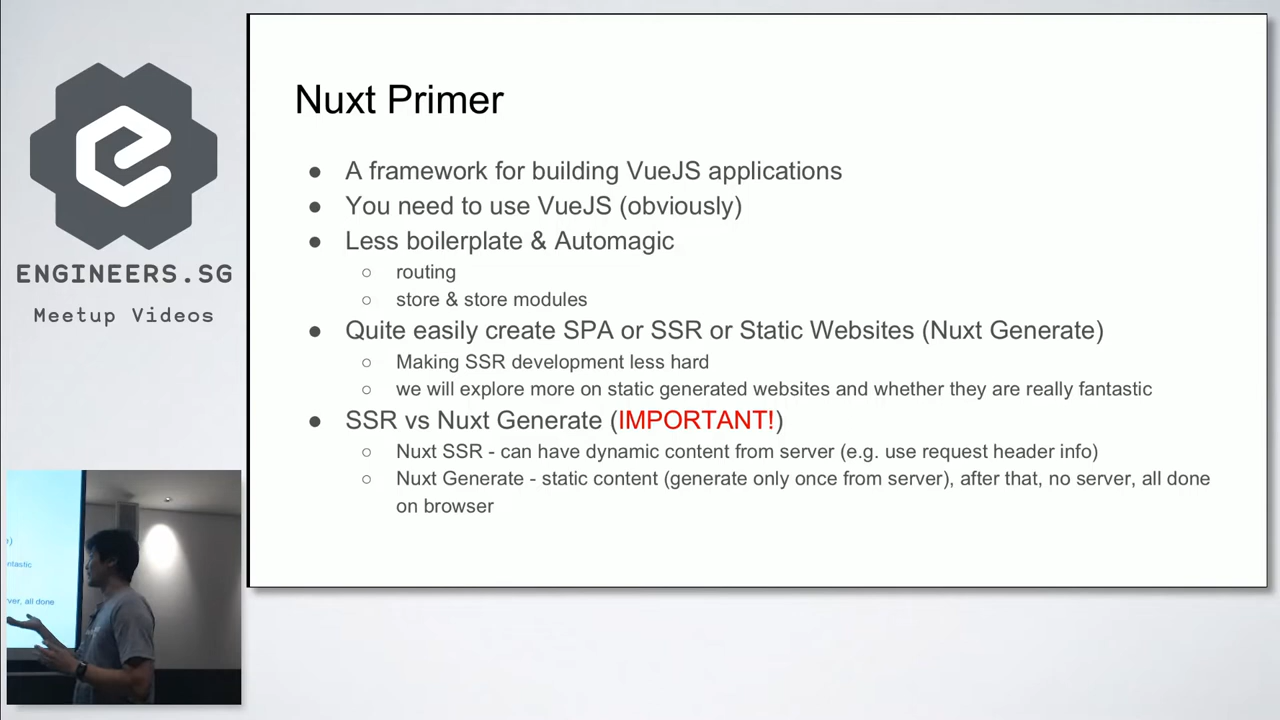 Nuxt Primer
● A framework for building VueJS applications
● You need to use VueJS (obviously)
● Less boilerplate & Automagic
○ routing
○ store & store modules
● Quite easily create SPA or SSR or Static Websites (Nuxt Generate)
○ Making SSR development less hard
○ we will explore more on static generated websites and whether they are really fantastic
● SSR vs Nuxt Generate (IMPORTANT!)
○ Nuxt SSR - can have dynamic content from server (e.g. use request header info)
○ Nuxt Generate - static content (generate only once from server), after that, no server, all done
on browser
ENGINEERS.SG
Meetup Videos
ntastic
ver, all done